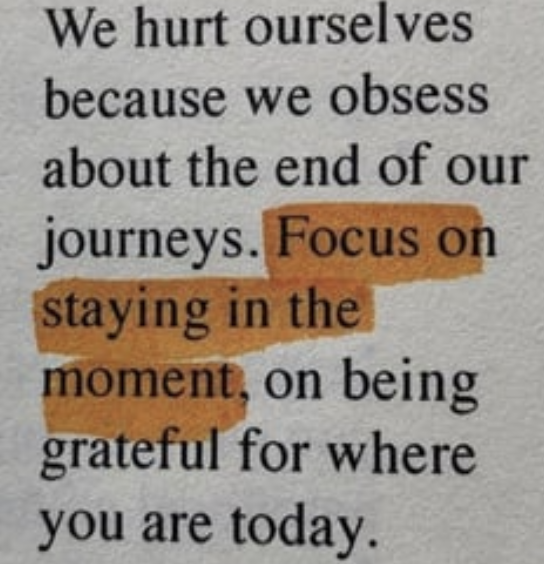 We hurt ourselves
because we obsess
about the end of our
journeys. Focus on
staying in the
moment, on being
grateful for where
you are today.